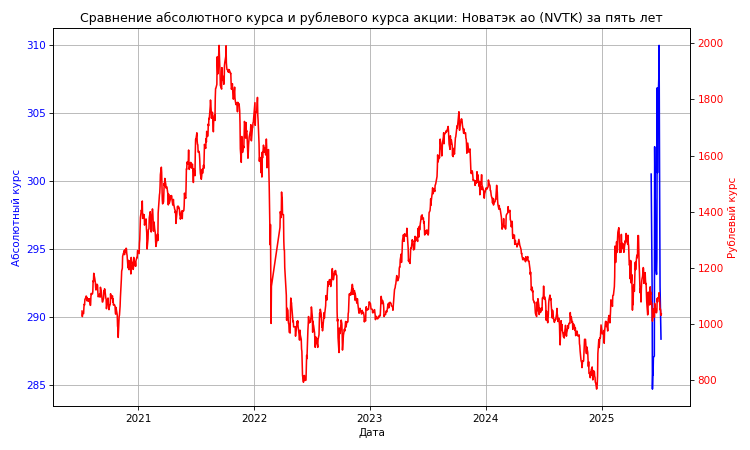 Сравнение абсолютного курса и рублевого курса акции: Новатэк ао (NVTK) за пять лет
310
305
300
295
290
285
Абсолютный курс
2000
1800
1600
1400
1200
1000
800
Рублевый курс
2021 2022 2023 2024 2025
Дата